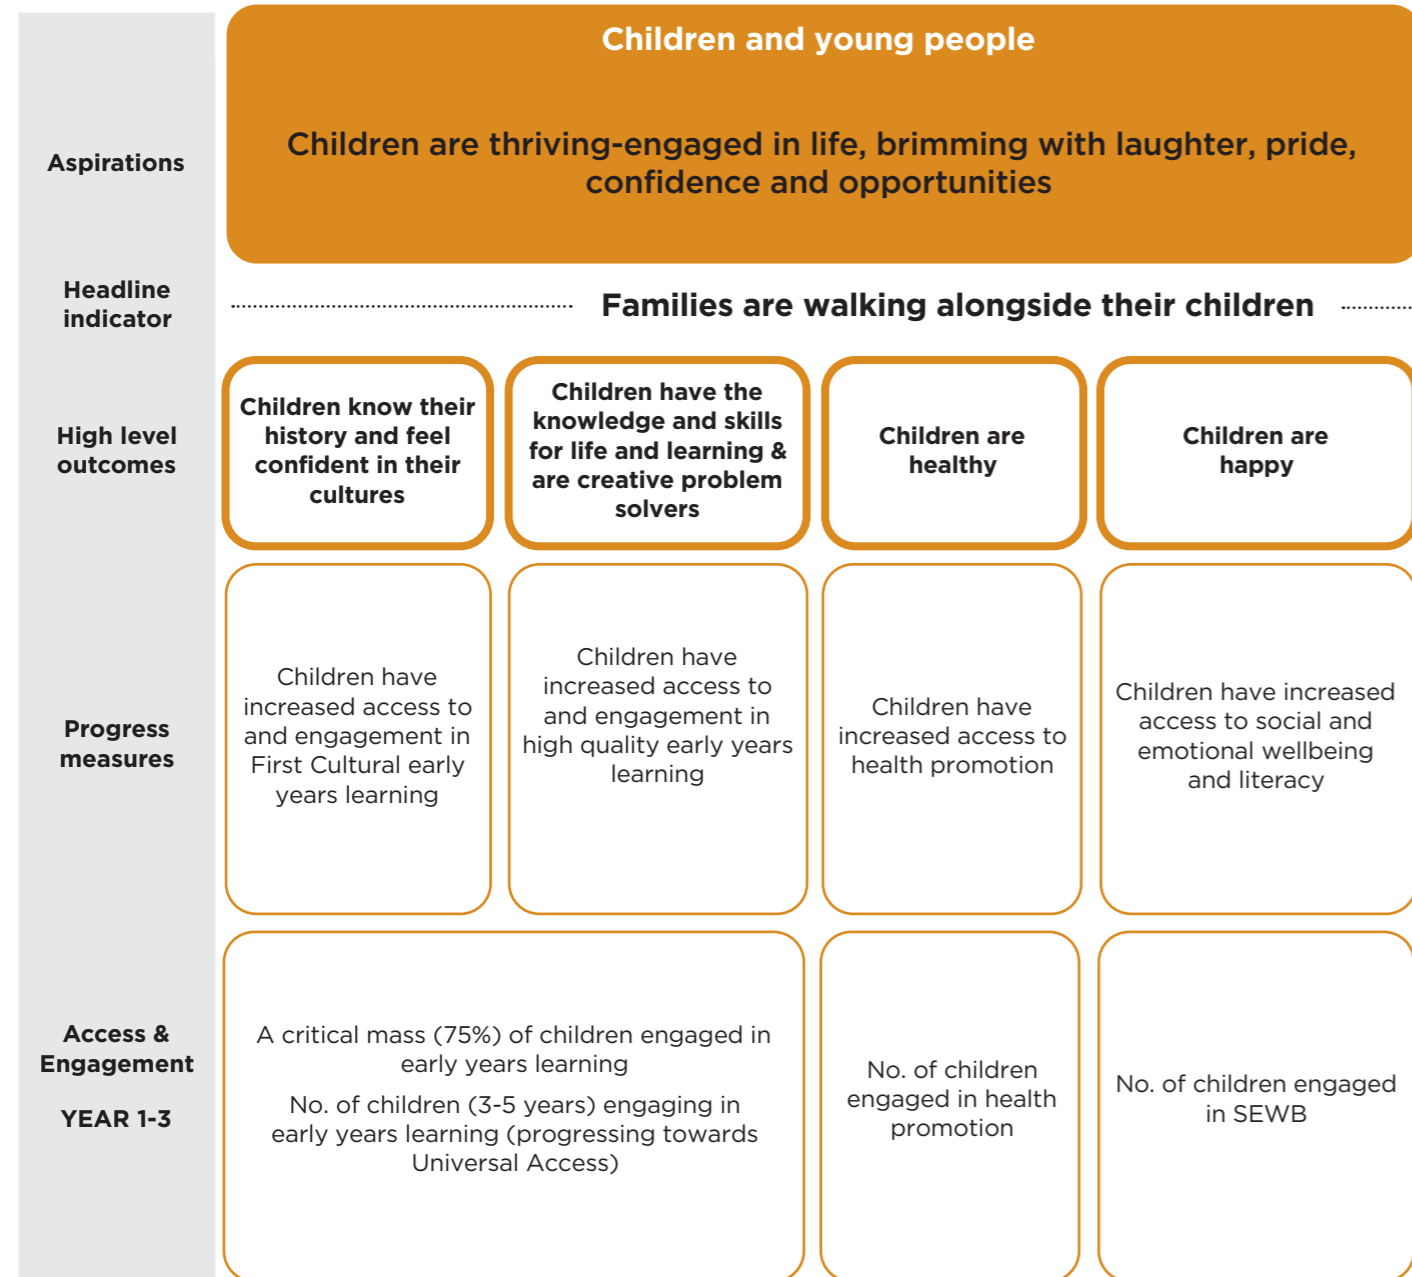 Children and young people
Aspirations
Children are thriving-engaged in life, brimming with laughter, pride,
confidence and opportunities
Headline
indicator
Families are walking alongside their children
High level
outcomes
Children know their
history and feel
confident in their
cultures
Children have the
knowledge and skills
for life and learning &
are creative problem
solvers
Children are
healthy
Children are
happy
Progress
measures
Children have
increased access to
and engagement in
First Cultural early
years learning
Children have
increased access to
and engagement in
high quality early years
learning
Children have
increased access to
health promotion
Children have increased
access to social and
emotional wellbeing
and literacy
Access &
Engagement
YEAR 1-3
A critical mass (75%) of children engaged in
early years learning
No. of children (3-5 years) engaging in
early years learning (progressing towards
Universal Access)
No. of children
engaged in health
promotion
No. of children engaged
in SEWB